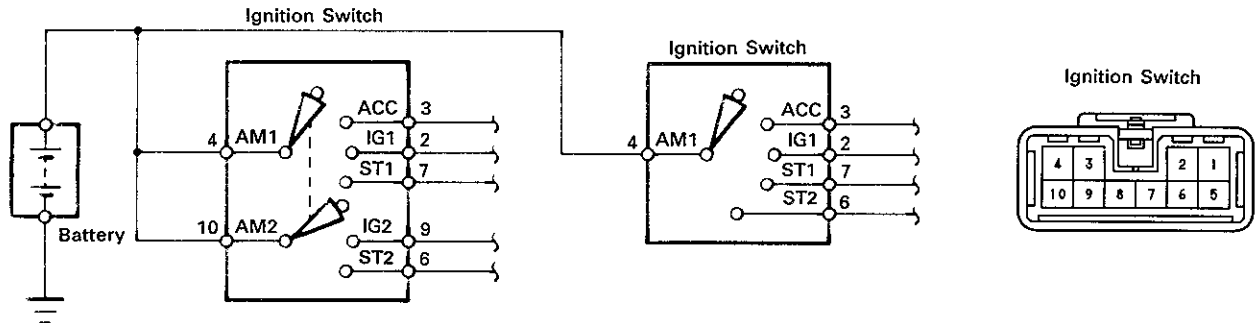 Ignition Switch
4 AM1
ACC 3
IG1 2
ST1 7
10 AM2
IG2 9
ST2 6
Battery
Ignition Switch
4 AM1
ACC 3
IG1 2
ST1 7
ST2 6
Ignition Switch
4 3 2 1
10 9 8 7 6 5